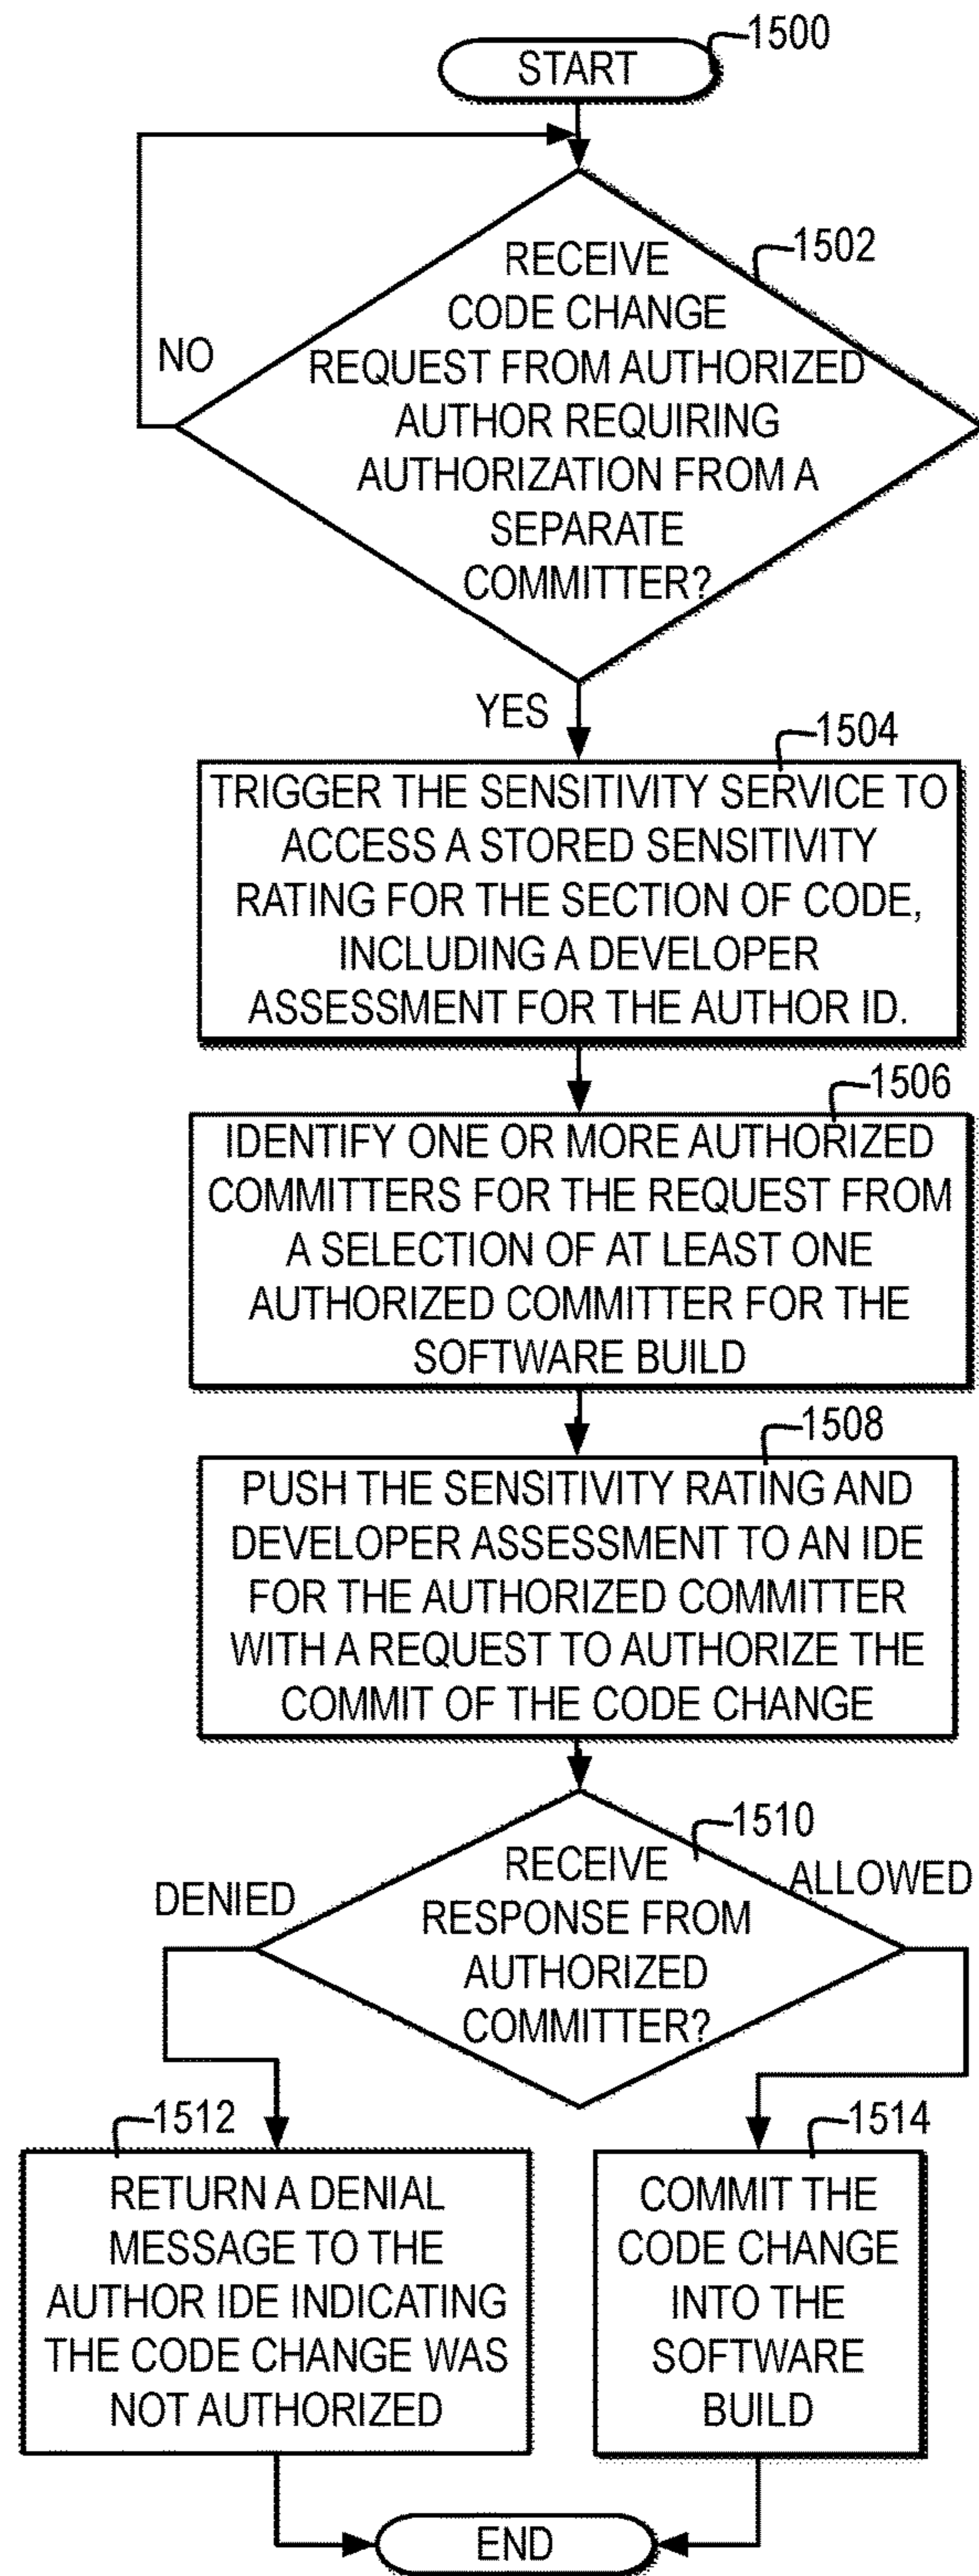 1500
START
1502
RECEIVE
CODE CHANGE
REQUEST FROM AUTHORIZED
AUTHOR REQUIRING
AUTHORIZATION FROM A
SEPARATE
COMMITTER?
NO
YES
1504
TRIGGER THE SENSITIVITY SERVICE TO
ACCESS A STORED SENSITIVITY
RATING FOR THE SECTION OF CODE,
INCLUDING A DEVELOPER
ASSESSMENT FOR THE AUTHOR ID.
1506
IDENTIFY ONE OR MORE AUTHORIZED
COMMITTERS FOR THE REQUEST FROM
A SELECTION OF AT LEAST ONE
AUTHORIZED COMMITTER FOR THE
SOFTWARE BUILD
1508
PUSH THE SENSITIVITY RATING AND
DEVELOPER ASSESSMENT TO AN IDE
FOR THE AUTHORIZED COMMITTER
WITH A REQUEST TO AUTHORIZE THE
COMMIT OF THE CODE CHANGE
1510
RECEIVE
RESPONSE FROM
AUTHORIZED
COMMITTER?
DENIED
ALLOWED
1512
RETURN A DENIAL
MESSAGE TO THE
AUTHOR IDE INDICATING
THE CODE CHANGE WAS
NOT AUTHORIZED
1514
COMMIT THE
CODE CHANGE
INTO THE
SOFTWARE
BUILD
END